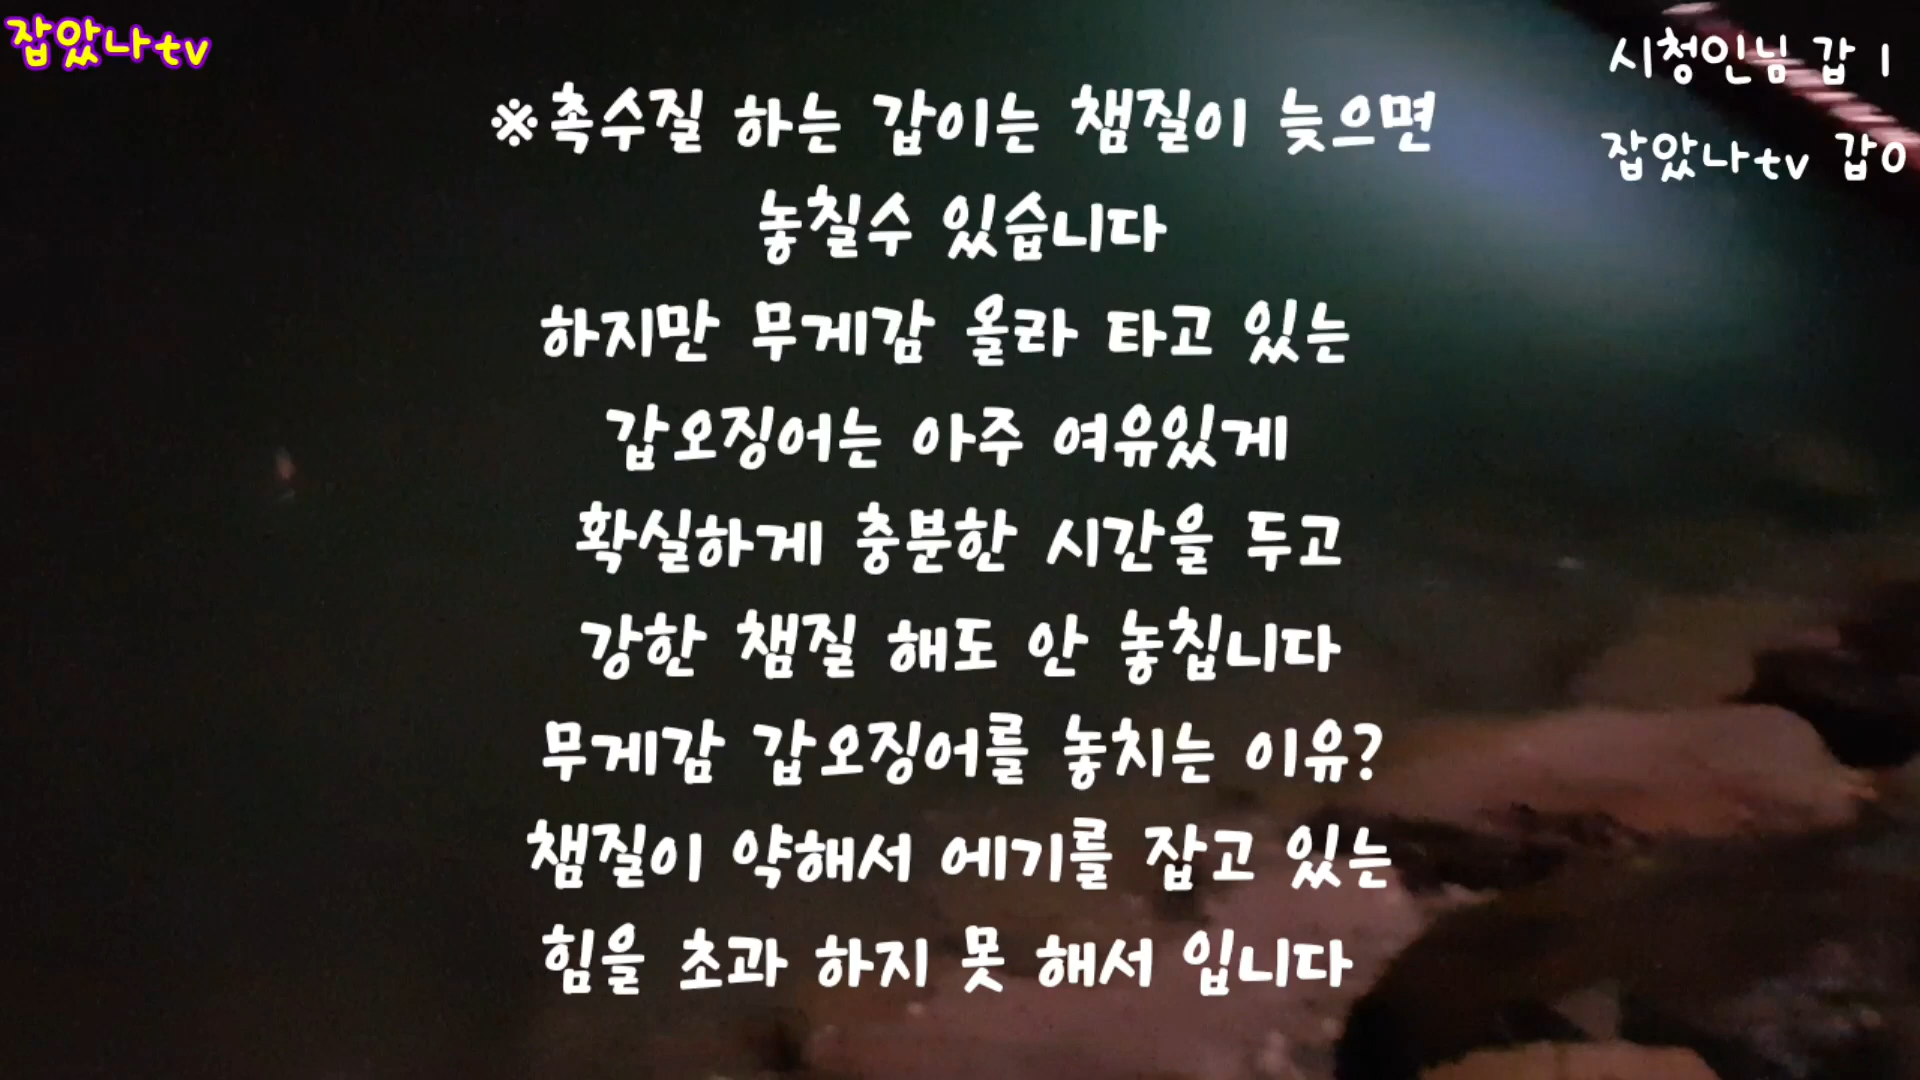 잡았나tv
시청인님 갑 1
잡았나tv 갑0
※촉수질 하는 갑이는 챔질이 늦으면
놓칠수 있습니다
하지만 무게감 올라 타고 있는
갑오징어는 아주 여유있게
확실하게 충분한 시간을 두고
강한 챔질 해도 안 놓칩니다
무게감 갑오징어를 놓치는 이유?
챔질이 약해서 에기를 잡고 있는
힘을 초과 하지 못 해서 입니다